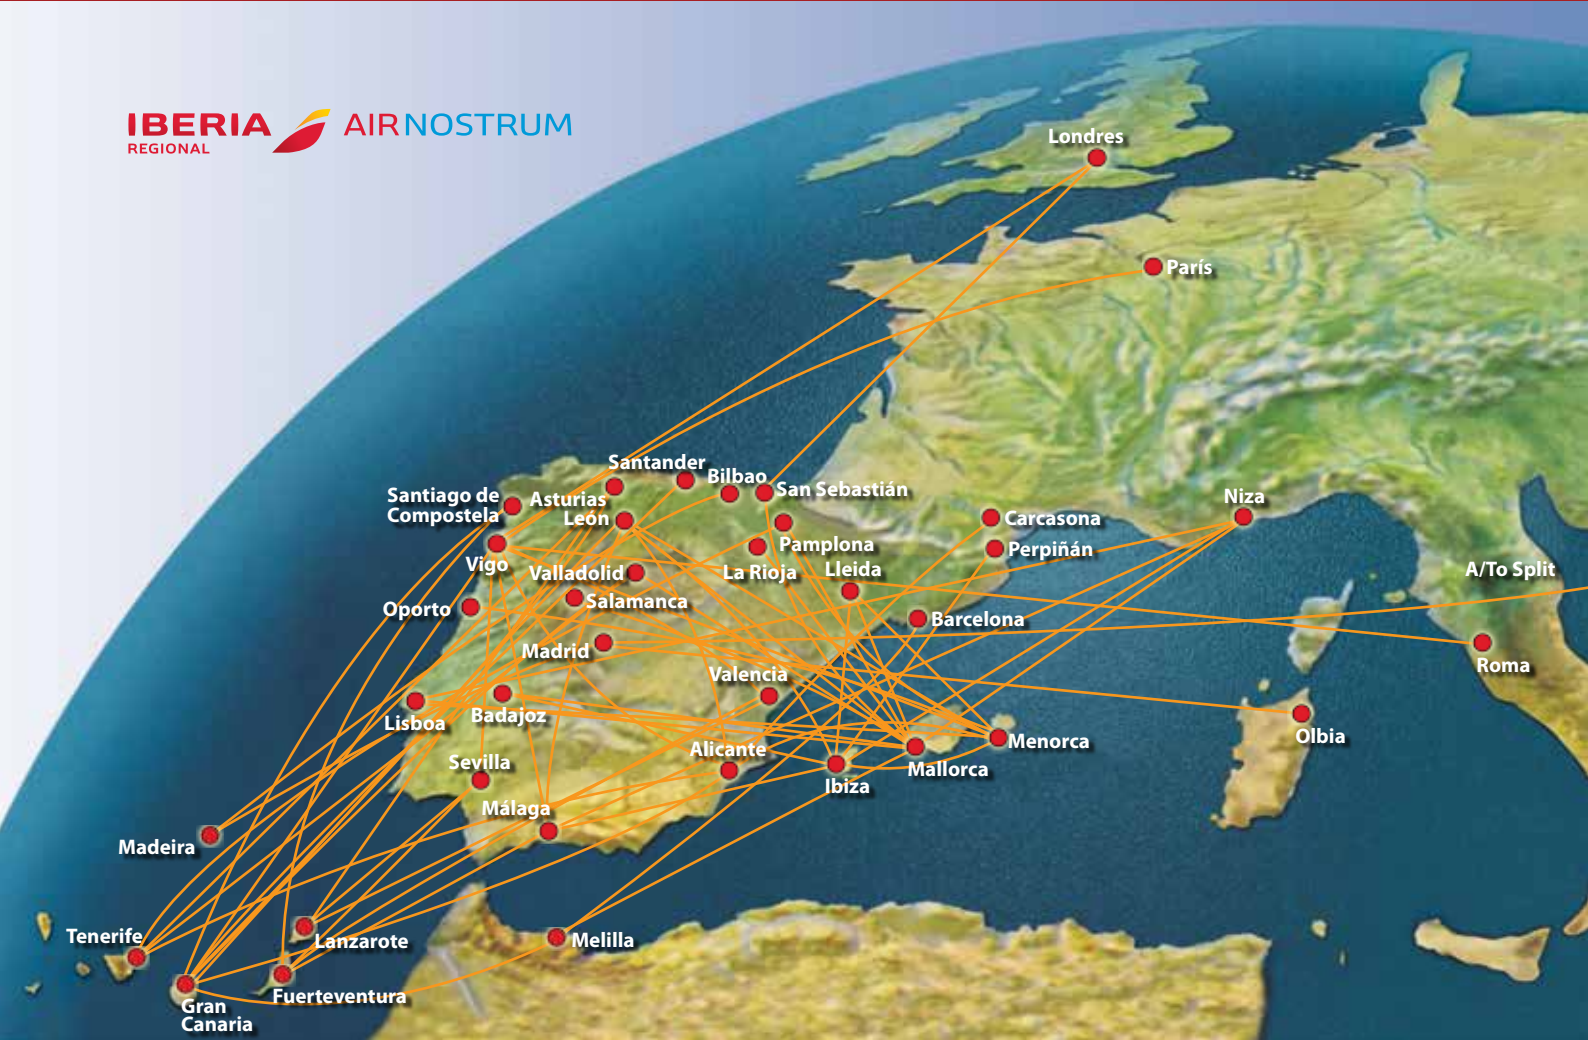 IBERIA
REGIONAL
AIRNOSTRUM
Londres
París
Santander
Bilbao
San Sebastián
Santiago de
Compostela
Asturias
León
Niza
Carcasona
Pamplona
Perpiñán
Vigo
Valladolid
La Rioja
Lleida
A/To Split
Oporto
Salamanca
Barcelona
Madrid
Valencia
Roma
Lisboa
Badajoz
Olbia
Alicante
Menorca
Sevilla
Mallorca
Ibiza
Málaga
Madeira
Tenerife
Lanzarote
Melilla
Fuerteventura
Gran
Canaria